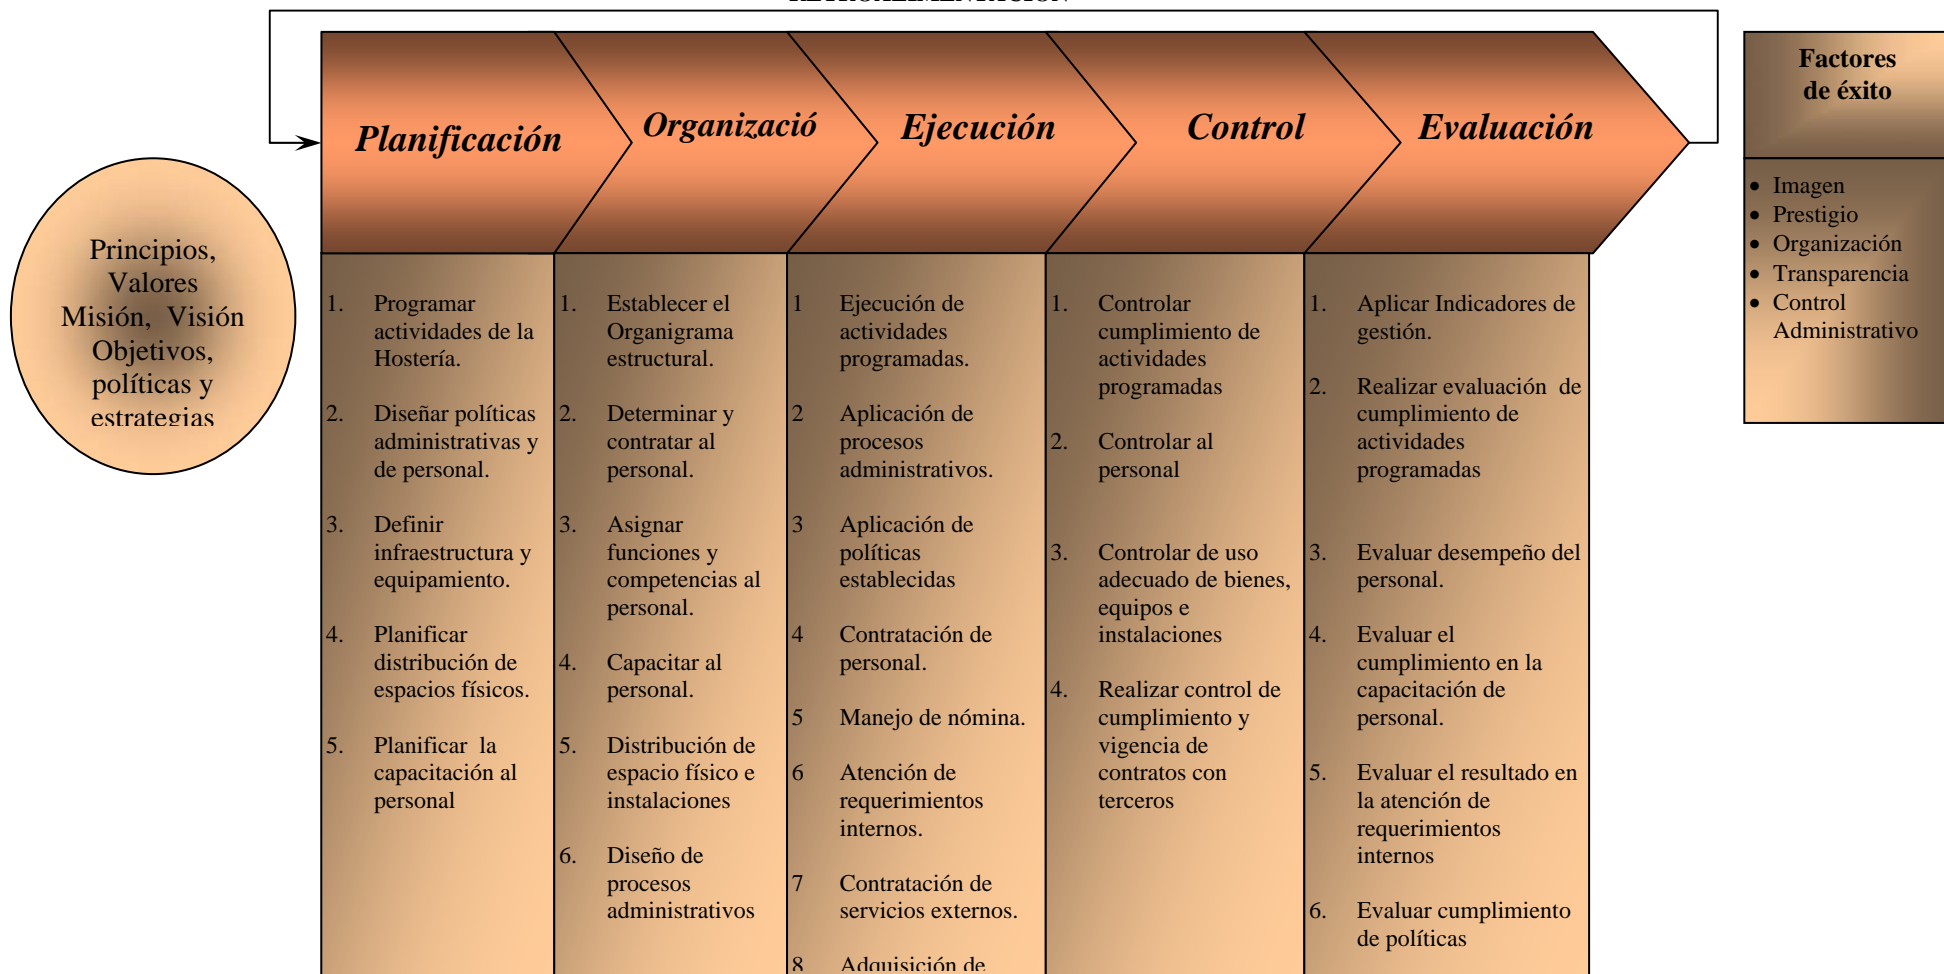 Planificación
Organizació
Ejecución
Control
Evaluación
Factores
de éxito
Principios,
Valores
Misión, Visión
Objetivos,
políticas y
estrategias
1. Programar
actividades de la
Hostería.
2. Diseñar políticas
administrativas y
de personal.
3. Definir
infraestructura y
equipamiento.
4. Planificar
distribución de
espacios físicos.
5. Planificar la
capacitación al
personal
1. Establecer el
Organigrama
estructural.
2. Determinar y
contratar al
personal.
3. Asignar
funciones y
competencias al
personal.
4. Capacitar al
personal.
5. Distribución de
espacio físico e
instalaciones
6. Diseño de
procesos
administrativos
1 Ejecución de
actividades
programadas.
2 Aplicación de
procesos
administrativos.
3 Aplicación de
políticas
establecidas
4 Contratación de
personal.
5 Manejo de nómina.
6 Atención de
requerimientos
internos.
7 Contratación de
servicios externos.
8 Adquisición de
1. Controlar
cumplimiento de
actividades
programadas
2. Controlar al
personal
3. Controlar de uso
adecuado de bienes,
equipos e
instalaciones
4. Realizar control de
cumplimiento y
vigencia de
contratos con
terceros
1. Aplicar Indicadores de
gestión.
2. Realizar evaluación de
cumplimiento de
actividades
programadas
3. Evaluar desempeño del
personal.
4. Evaluar el
cumplimiento en la
capacitación de
personal.
5. Evaluar el resultado en
la atención de
requerimientos
internos
6. Evaluar cumplimiento
de políticas
• Imagen
• Prestigio
• Organización
• Transparencia
• Control
Administrativo